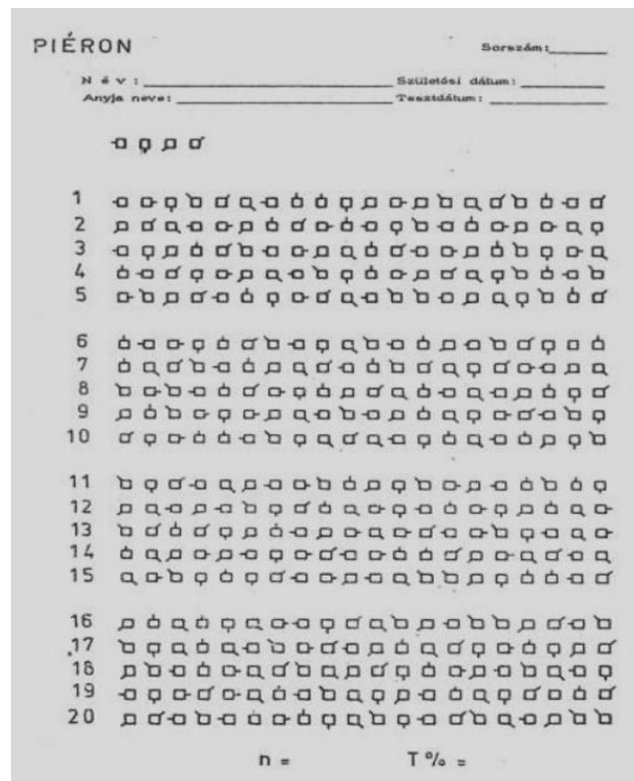 PIÉRON
Sorszám:
Név:
Születési dátum:
Anyja neve:
Tesztdátum:
1
2
3
4
5
6
7
8
9
10
11
12
13
14
15
16
17
18
19
20
n =
T% =